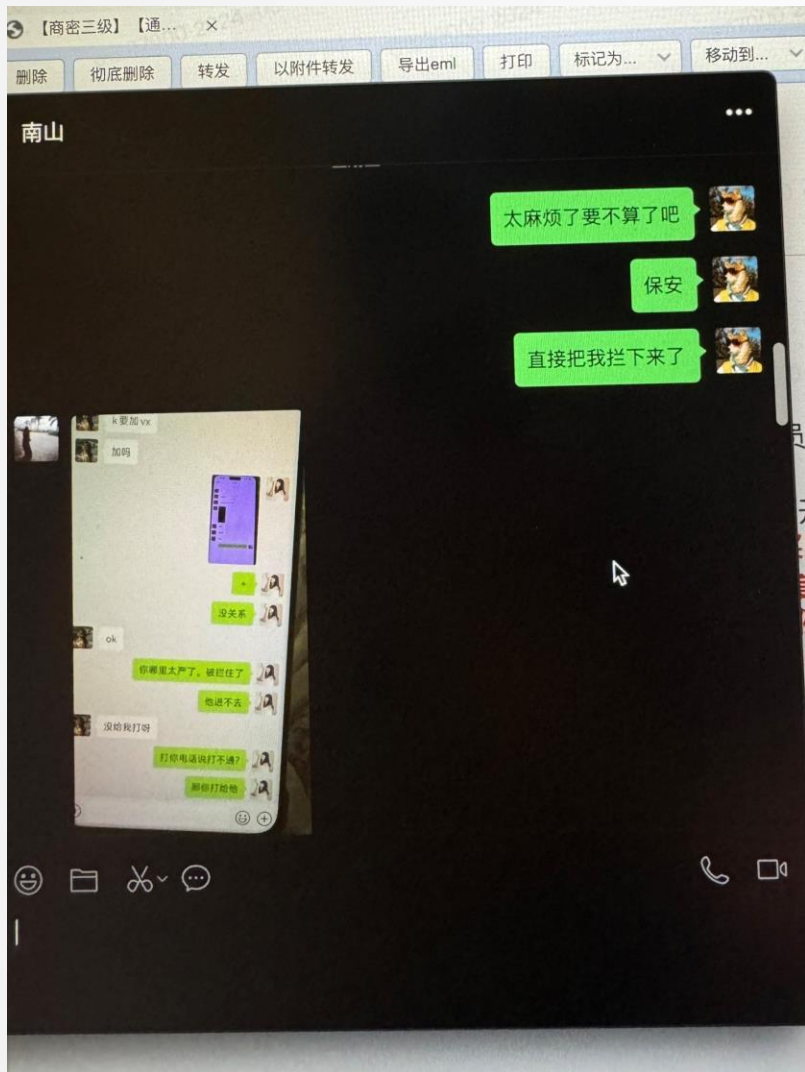 【商密三级】【通...
删除
彻底删除
转发
以附件转发
导出eml
打印
标记为...
移动到...
南山
太麻烦了要不算了吧
保安
直接把我拦下来了
k要加vx
加吗
+
没关系
ok
你哪里太严了。破拦住了
他进不去
没给我打呀
打你电话说打不通?
那你打给他